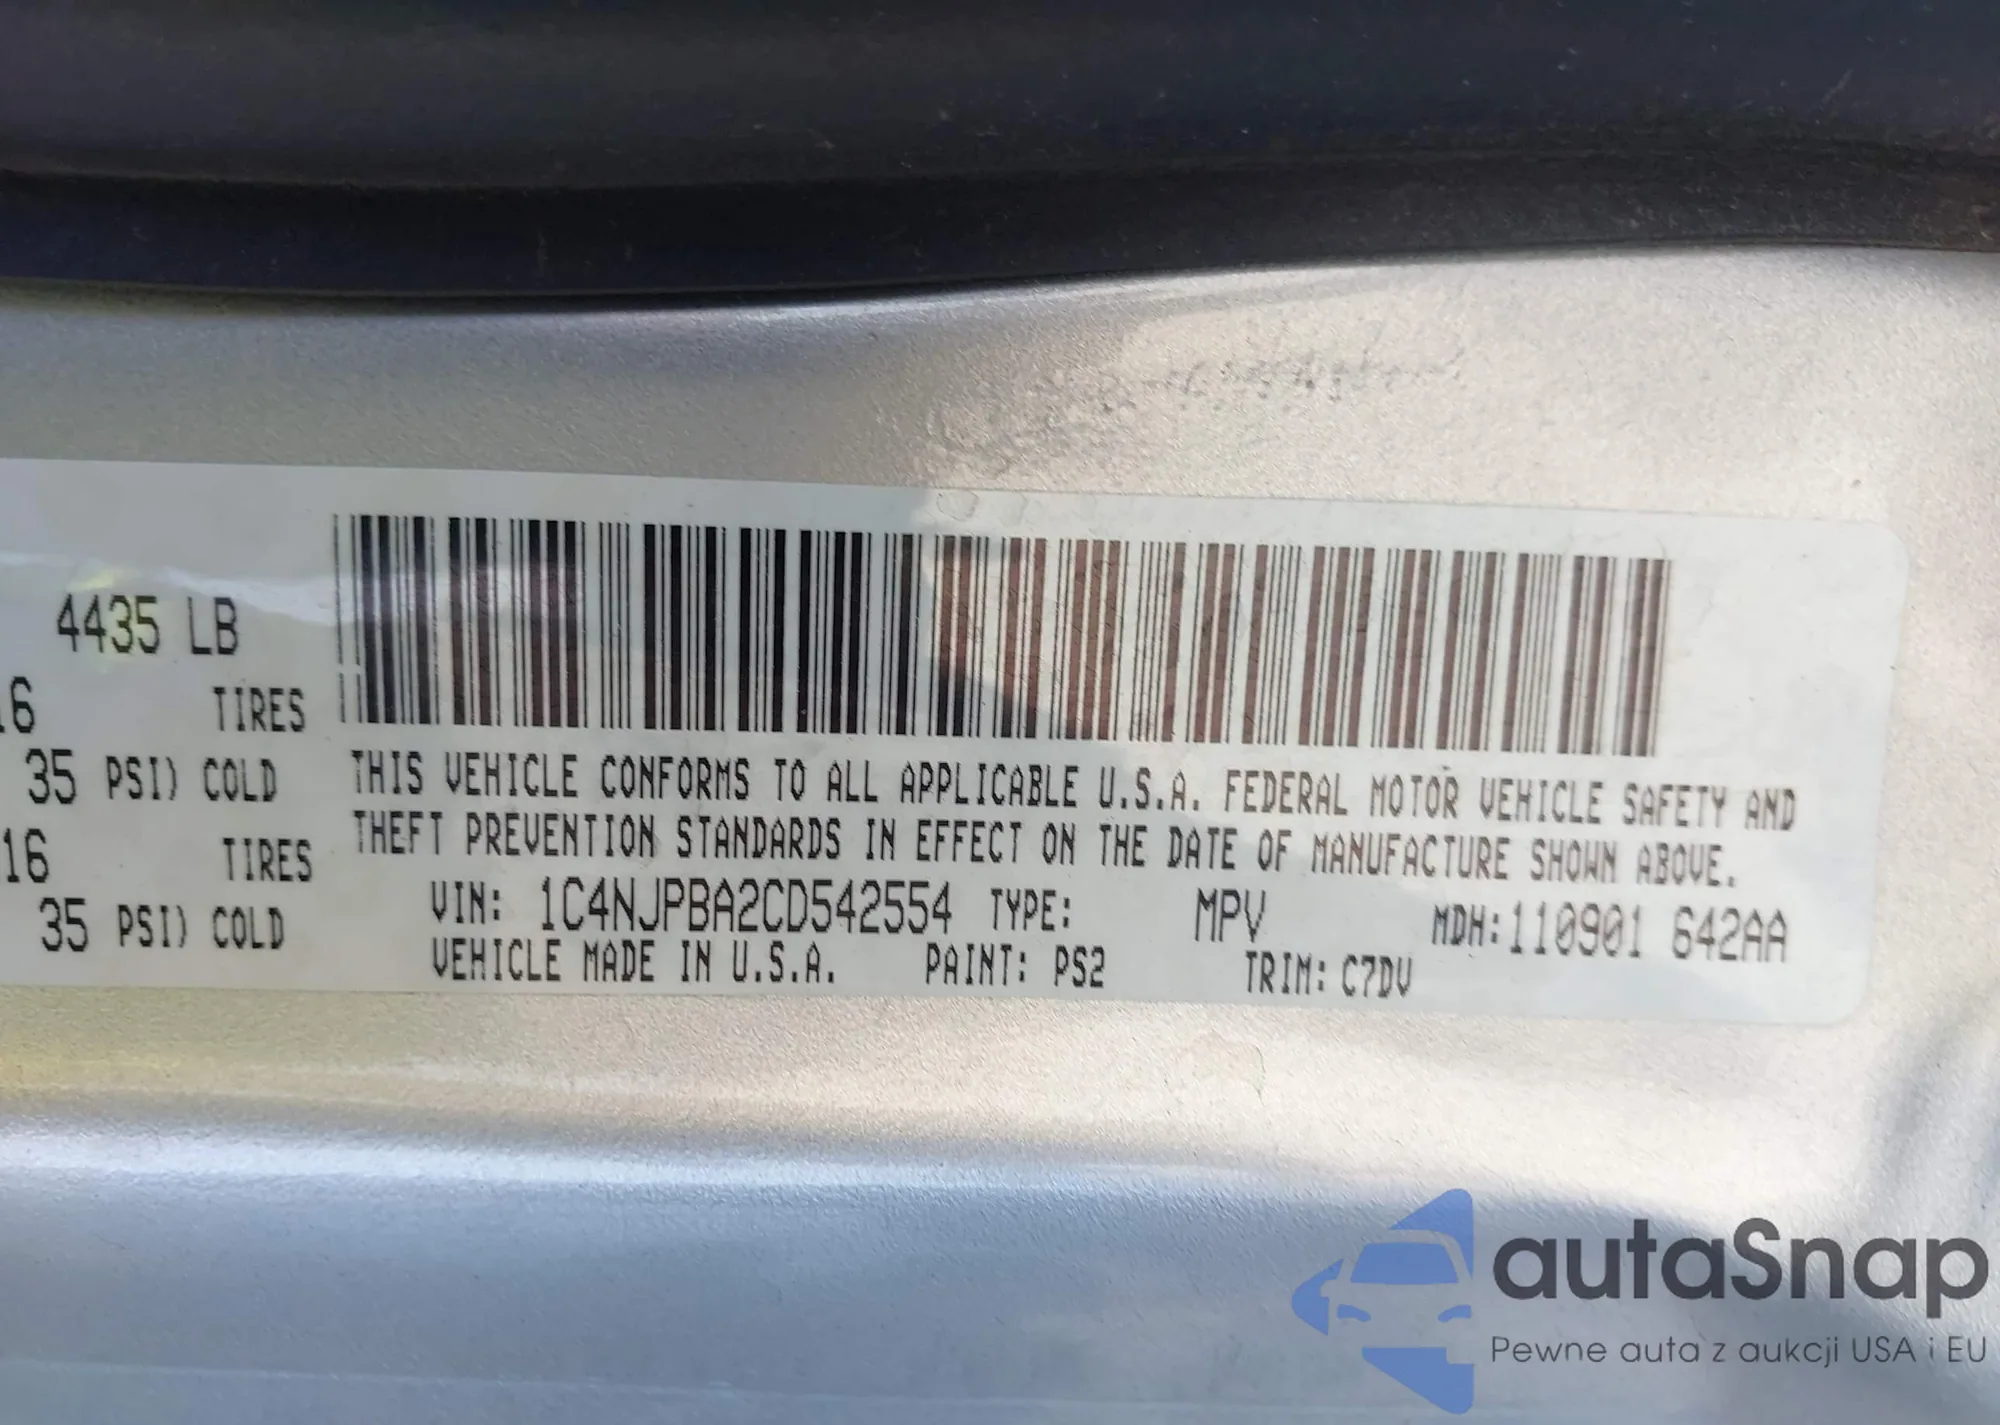 4435 LB
16 TIRES
35 PSI) COLD
16 TIRES
35 PSI) COLD
THIS VEHICLE CONFORMS TO ALL APPLICABLE U.S.A. FEDERAL MOTOR VEHICLE SAFETY AND
THEFT PREVENTION STANDARDS IN EFFECT ON THE DATE OF MANUFACTURE SHOWN ABOVE.
VIN: 1C4NJPBA2CD542554 TYPE: MPV MDH:110901 642AA
VEHICLE MADE IN U.S.A. PAINT: PS2 TRIM: C7DV
autaSnap
Pewne auta z aukcji USA i EU